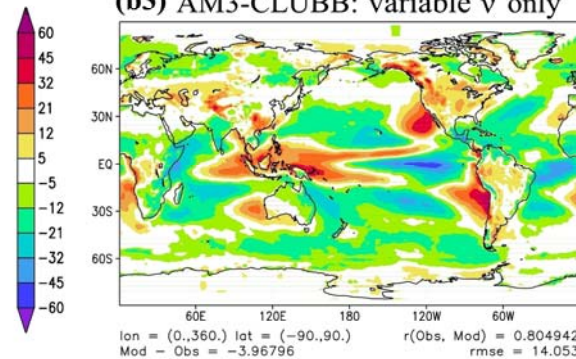 (b3) AM3-CLUBB: variable ν only
60
45
32
21
12
5
−5
−12
−21
−32
−45
−60
60N
30N
EQ
30S
60S
60E 120E 180 120W 60W
lon = (0.,360.) lat = (−90.,90.) r(Obs, Mod) = 0.804942
Mod − Obs = −3.96796 rmse = 14.053